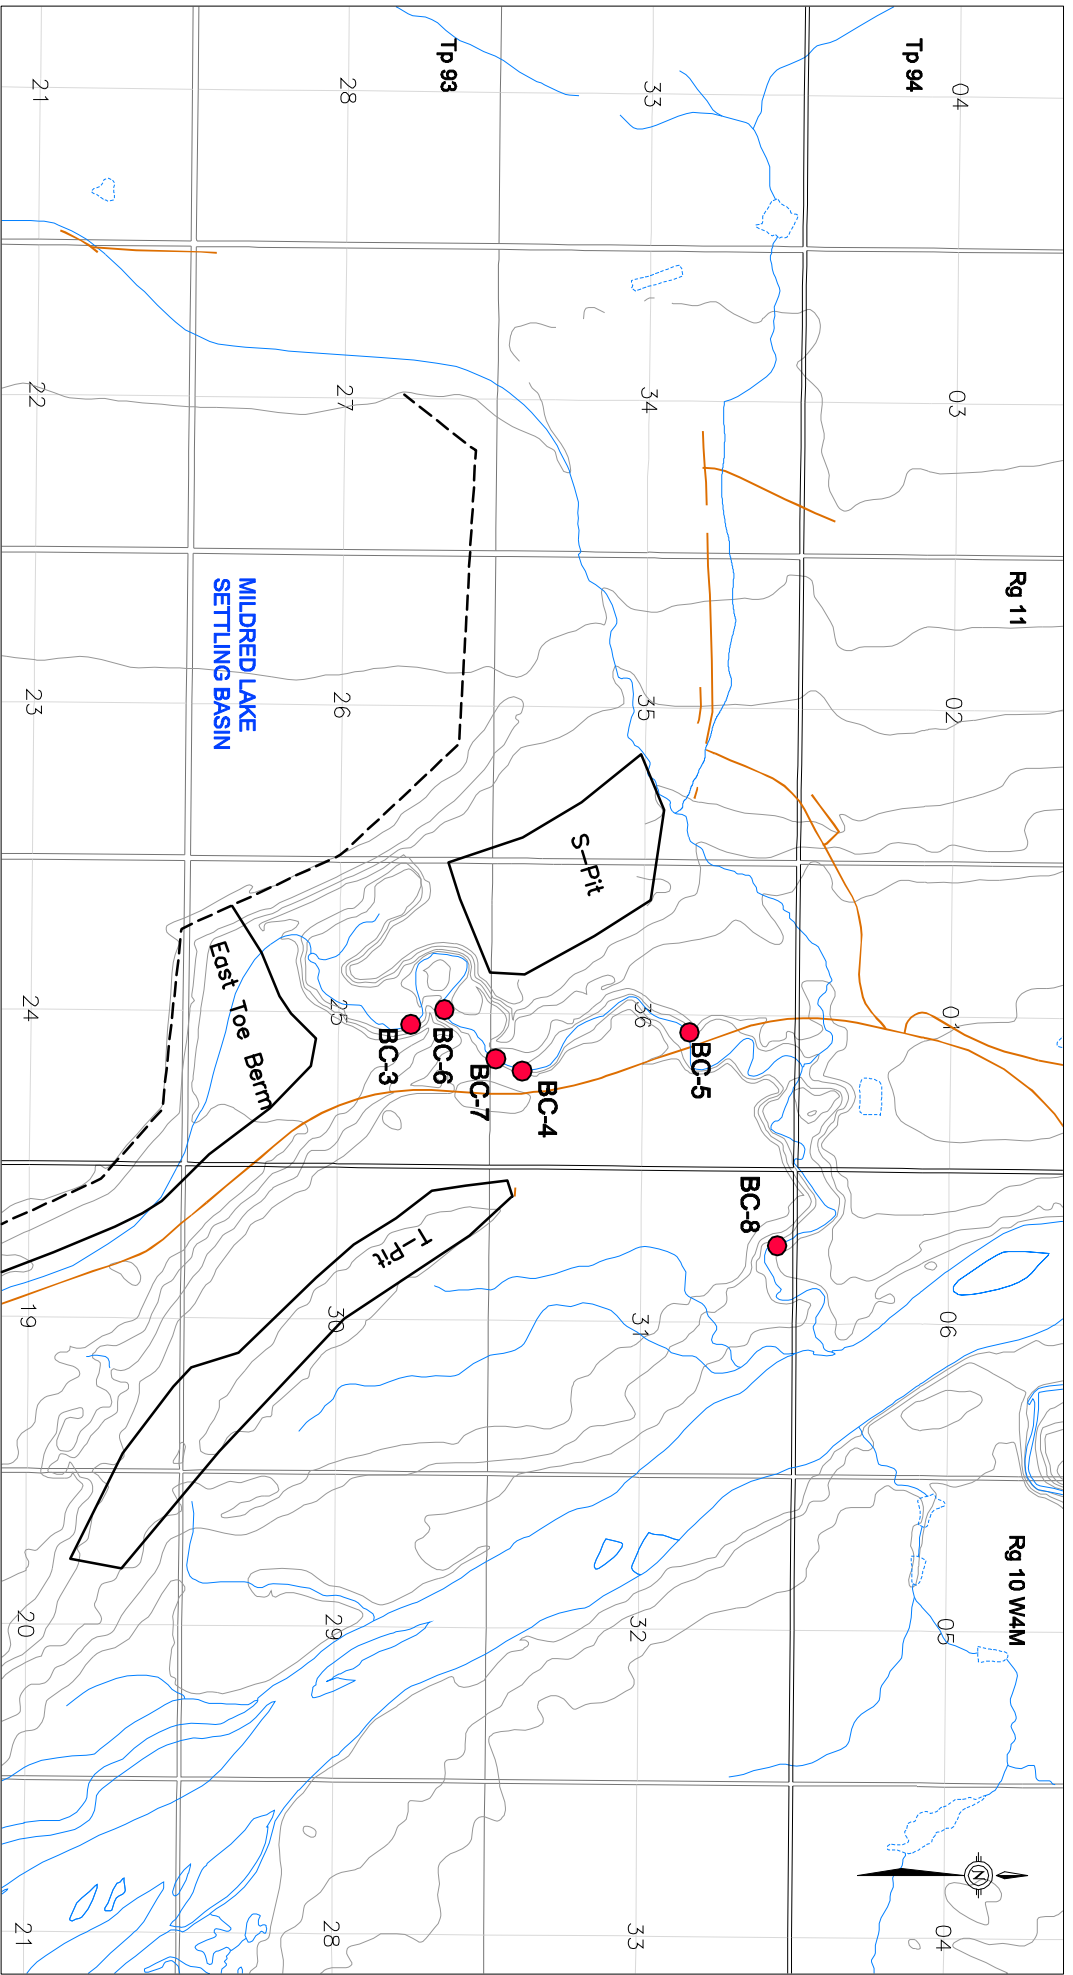 Rg 11
Rg 10 W4M
N
04
03
02
01
06
05
04
Tp 94
BC-8
BC-5
33
34
35
36
31
32
33
S-Pit
BC-4
BC-7
Tp 93
BC-6
BC-3
T-Pit
28
27
26
25
30
29
28
MILDRED LAKE
SETTLING BASIN
East Toe Berm
21
22
23
24
19
20
21